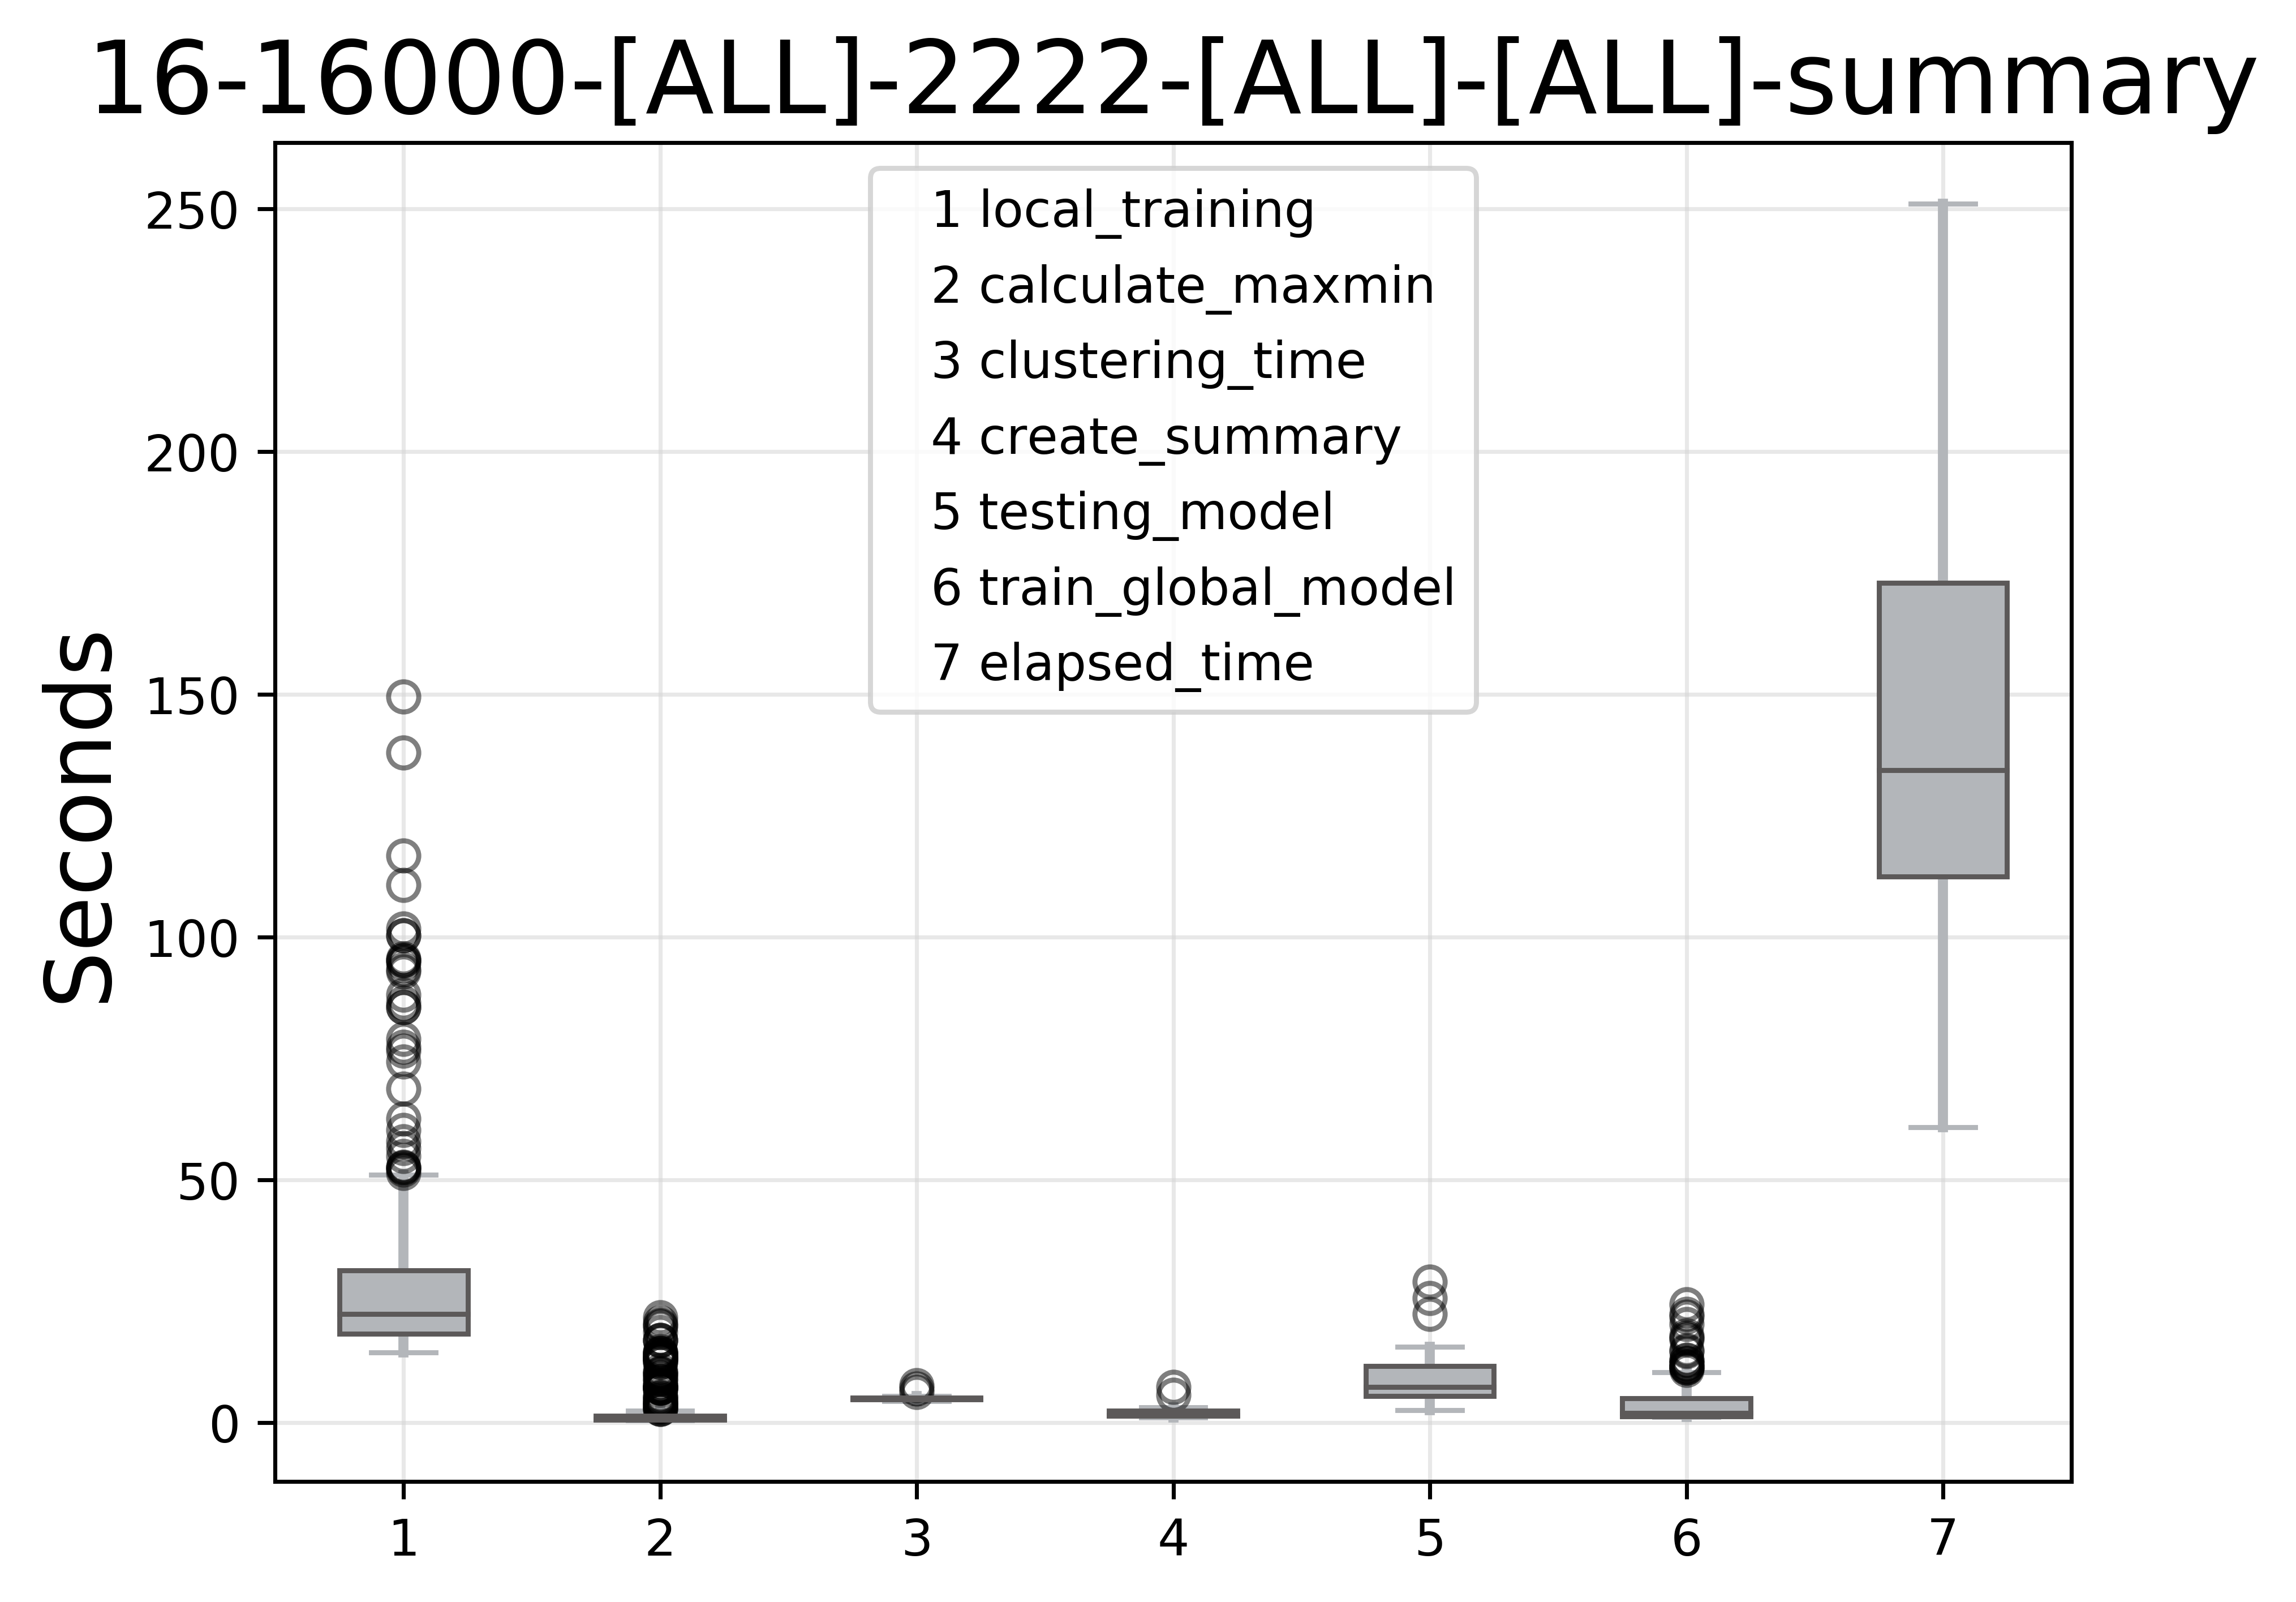 16-16000-[ALL]-2222-[ALL]-[ALL]-summary
1 local_training
2 calculate_maxmin
3 clustering_time
4 create_summary
5 testing_model
6 train_global_model
7 elapsed_time
Seconds
250
200
150
100
50
0
1 2 3 4 5 6 7